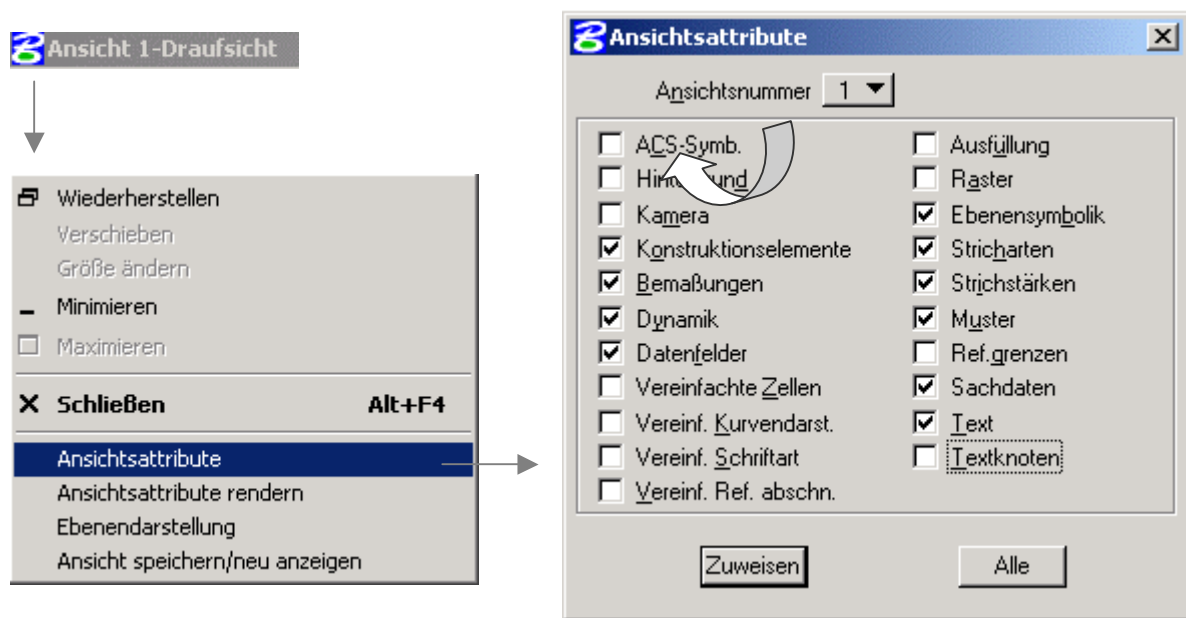 Ansicht 1-Draufsicht
Wiederherstellen
Verschieben
Größe ändern
Minimieren
Maximieren
Schließen Alt+F4
Ansichtsattribute
Ansichtsattribute rendern
Ebenendarstellung
Ansicht speichern/neu anzeigen
Ansichtsattribute
Ansichtsnummer 1
ACS-Symb.
Kamera
Konstruktionselemente
Bemaßungen
Dynamik
Datenfelder
Vereinfachte Zellen
Vereinf. Kurvendarst.
Vereinf. Schriftart
Vereinf. Ref. abschn.
Ausfüllung
Raster
Ebenensymbolik
Stricharten
Strichstärken
Muster
Ref.grenzen
Sachdaten
Text
Textknoten
Zuweisen
Alle